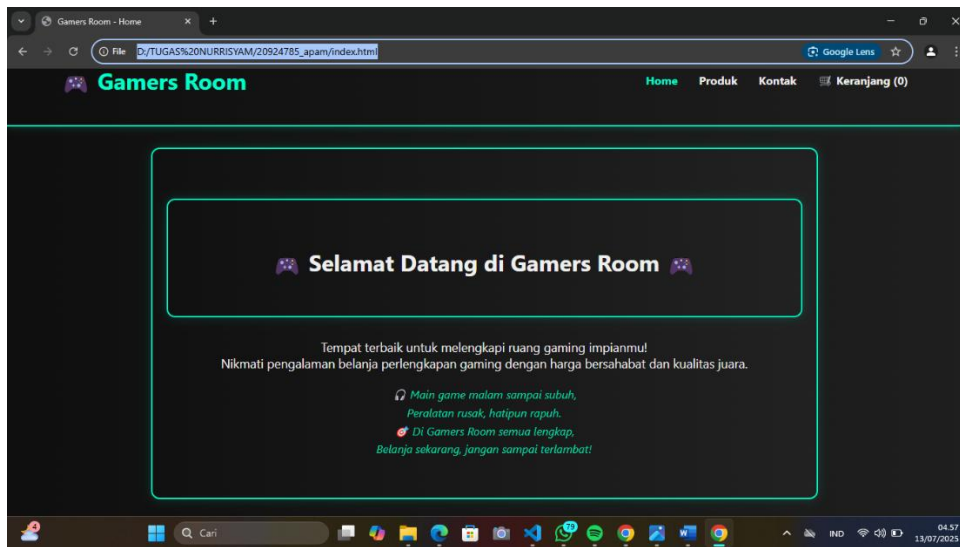 Gamers Room - Home
File D:/TUGAS%20NURRISYAM/20924785_apam/index.html Google Lens
Gamers Room Home Produk Kontak Keranjang (0)
Selamat Datang di Gamers Room
Tempat terbaik untuk melengkapi ruang gaming impianmu!
Nikmati pengalaman belanja perlengkapan gaming dengan harga bersahabat dan kualitas juara.
Main game malam sampai subuh,
Peralatan rusak, hatipun rapuh.
Di Gamers Room semua lengkap,
Belanja sekarang, jangan sampai terlambat!
4 Cari 79 IND 04.57
13/07/2025